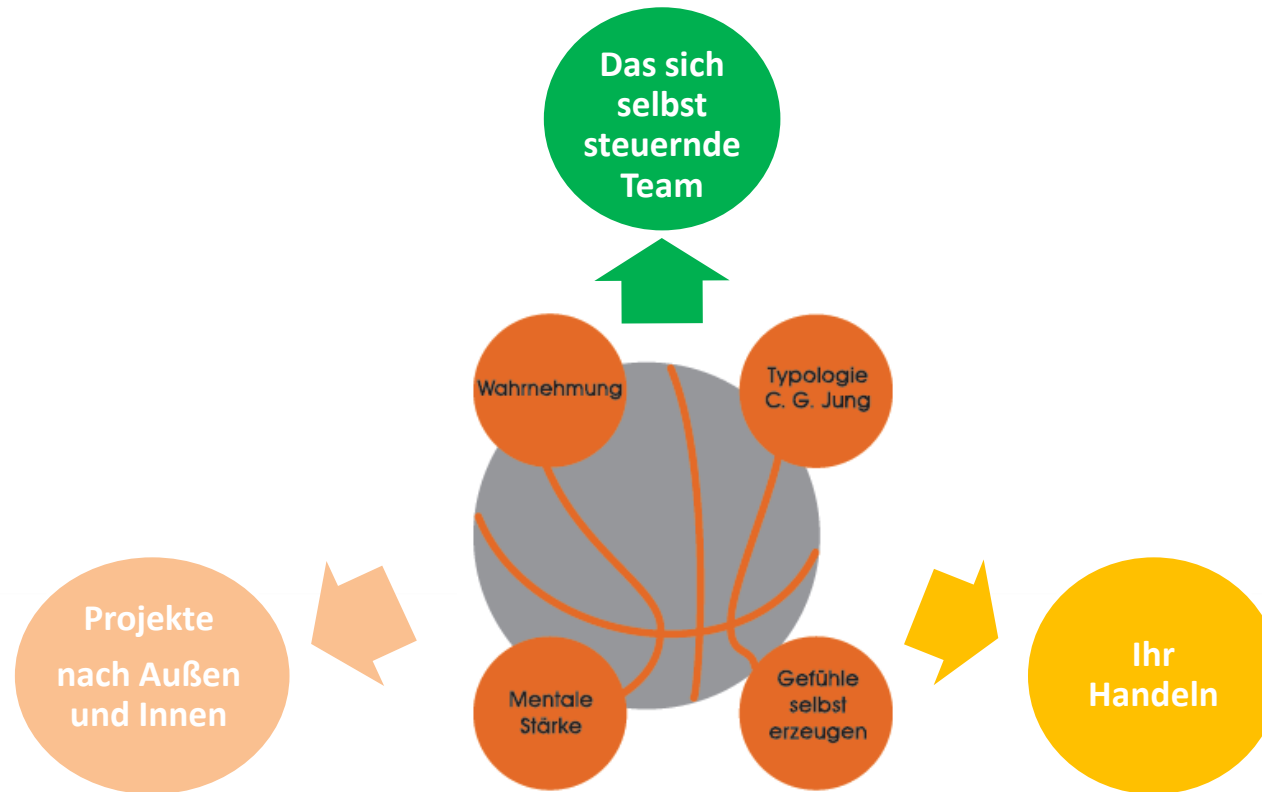 Das sich
selbst
steuernde
Team
Wahrnehmung
Typologie
C. G. Jung
Projekte
nach Außen
und Innen
Mentale
Stärke
Gefühle
selbst
erzeugen
Ihr
Handeln